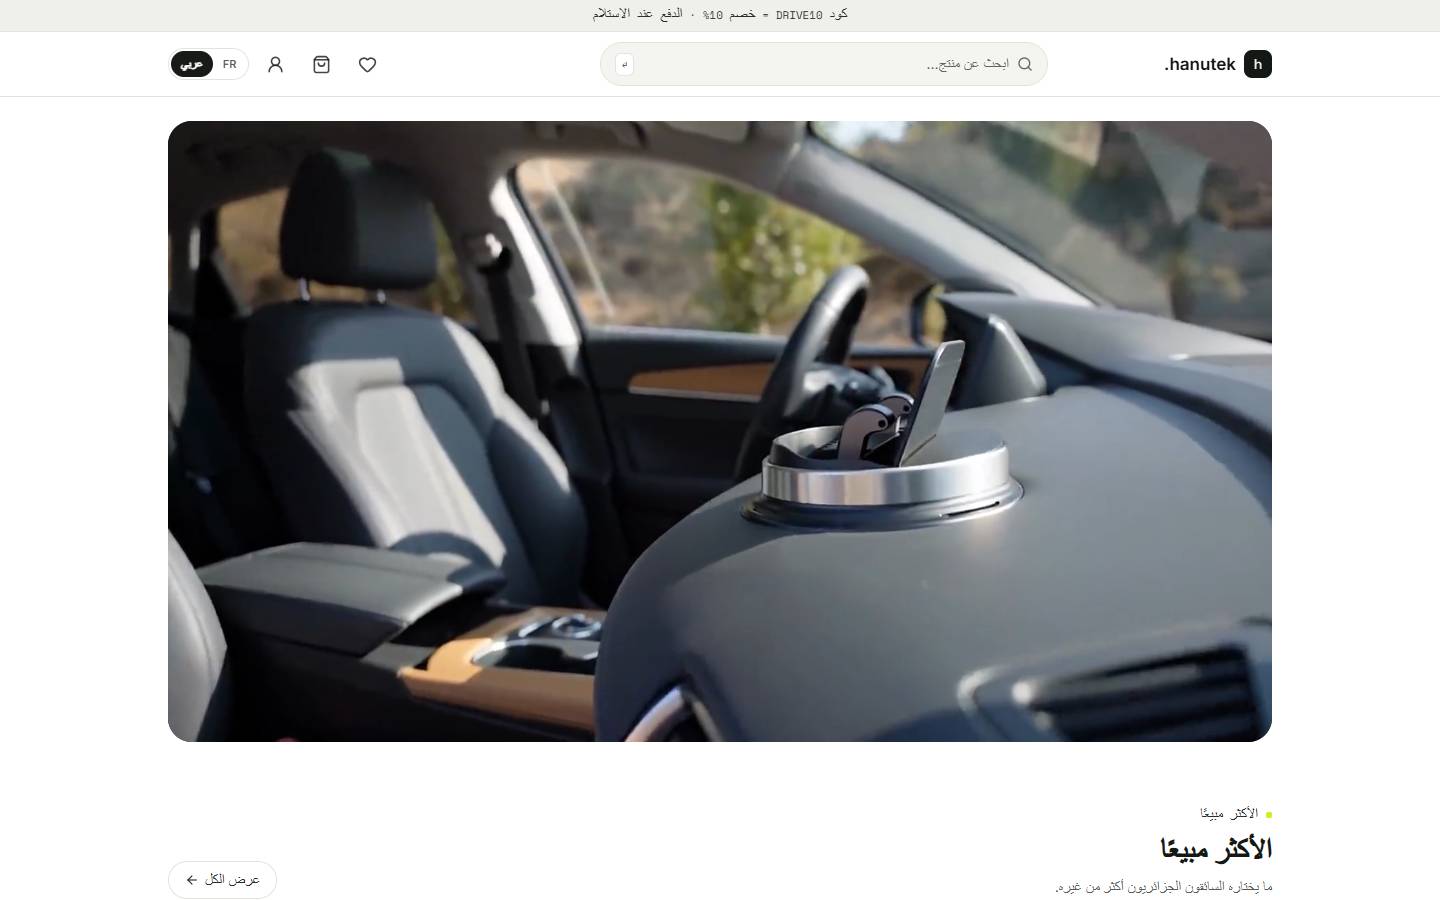 كود DRIVE10 = خصم 10% · الدفع عند الاستلام
h hanutek.
ابحث عن منتج...
FR
عربي
الأكثر مبيعًا
الأكثر مبيعًا
ما يختاره السائقون الجزائريون أكثر من غيره.
عرض الكل ←